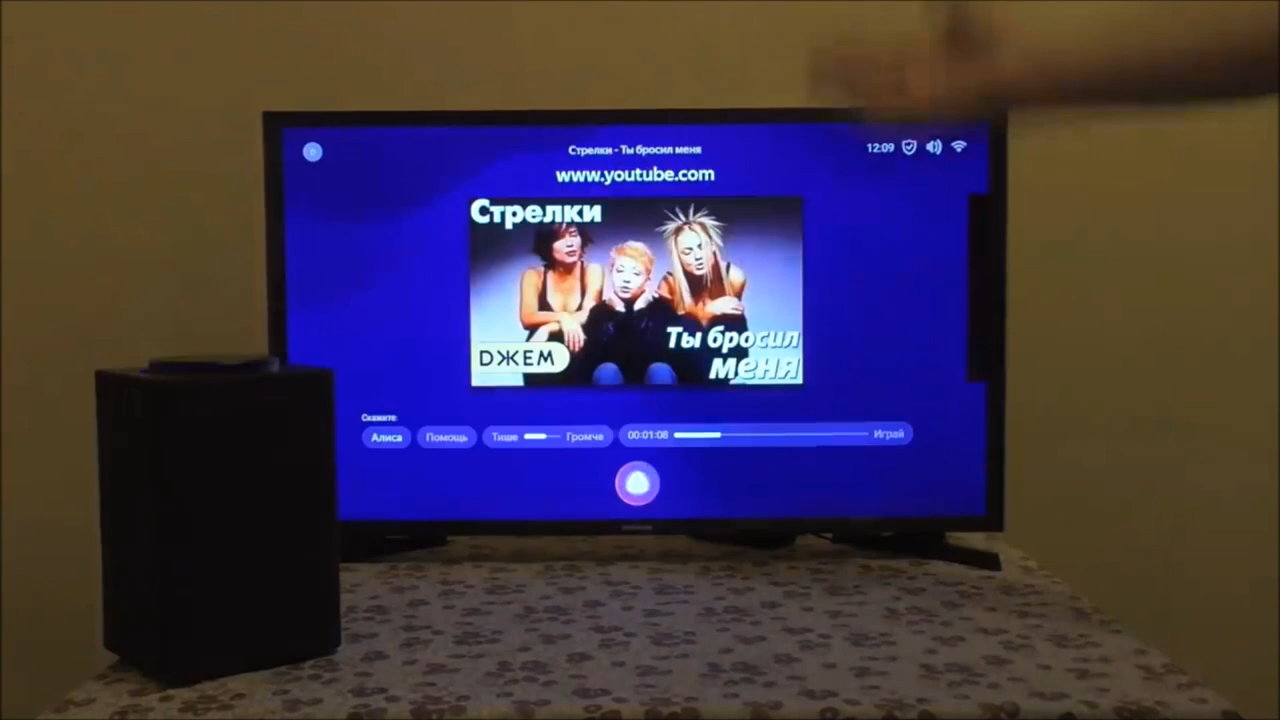 Стрелки - Ты бросил меня
12:09
www.youtube.com
Стрелки
Ты бросил
меня
ДЖЕМ
Скажите:
Алиса Помощь Тише Громче 00:01:08 Играй